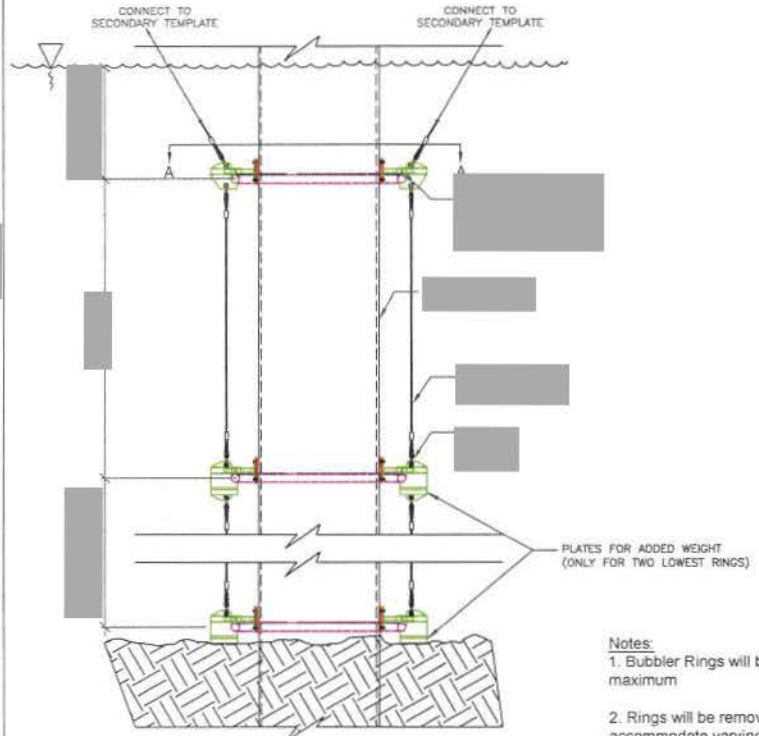 CONNECT TO
SECONDARY TEMPLATE
CONNECT TO
SECONDARY TEMPLATE
A
A
PLATES FOR ADDED WEIGHT
(ONLY FOR TWO LOWEST RINGS)
Notes:
1. Bubbler Rings will b
maximum
2. Rings will be remov